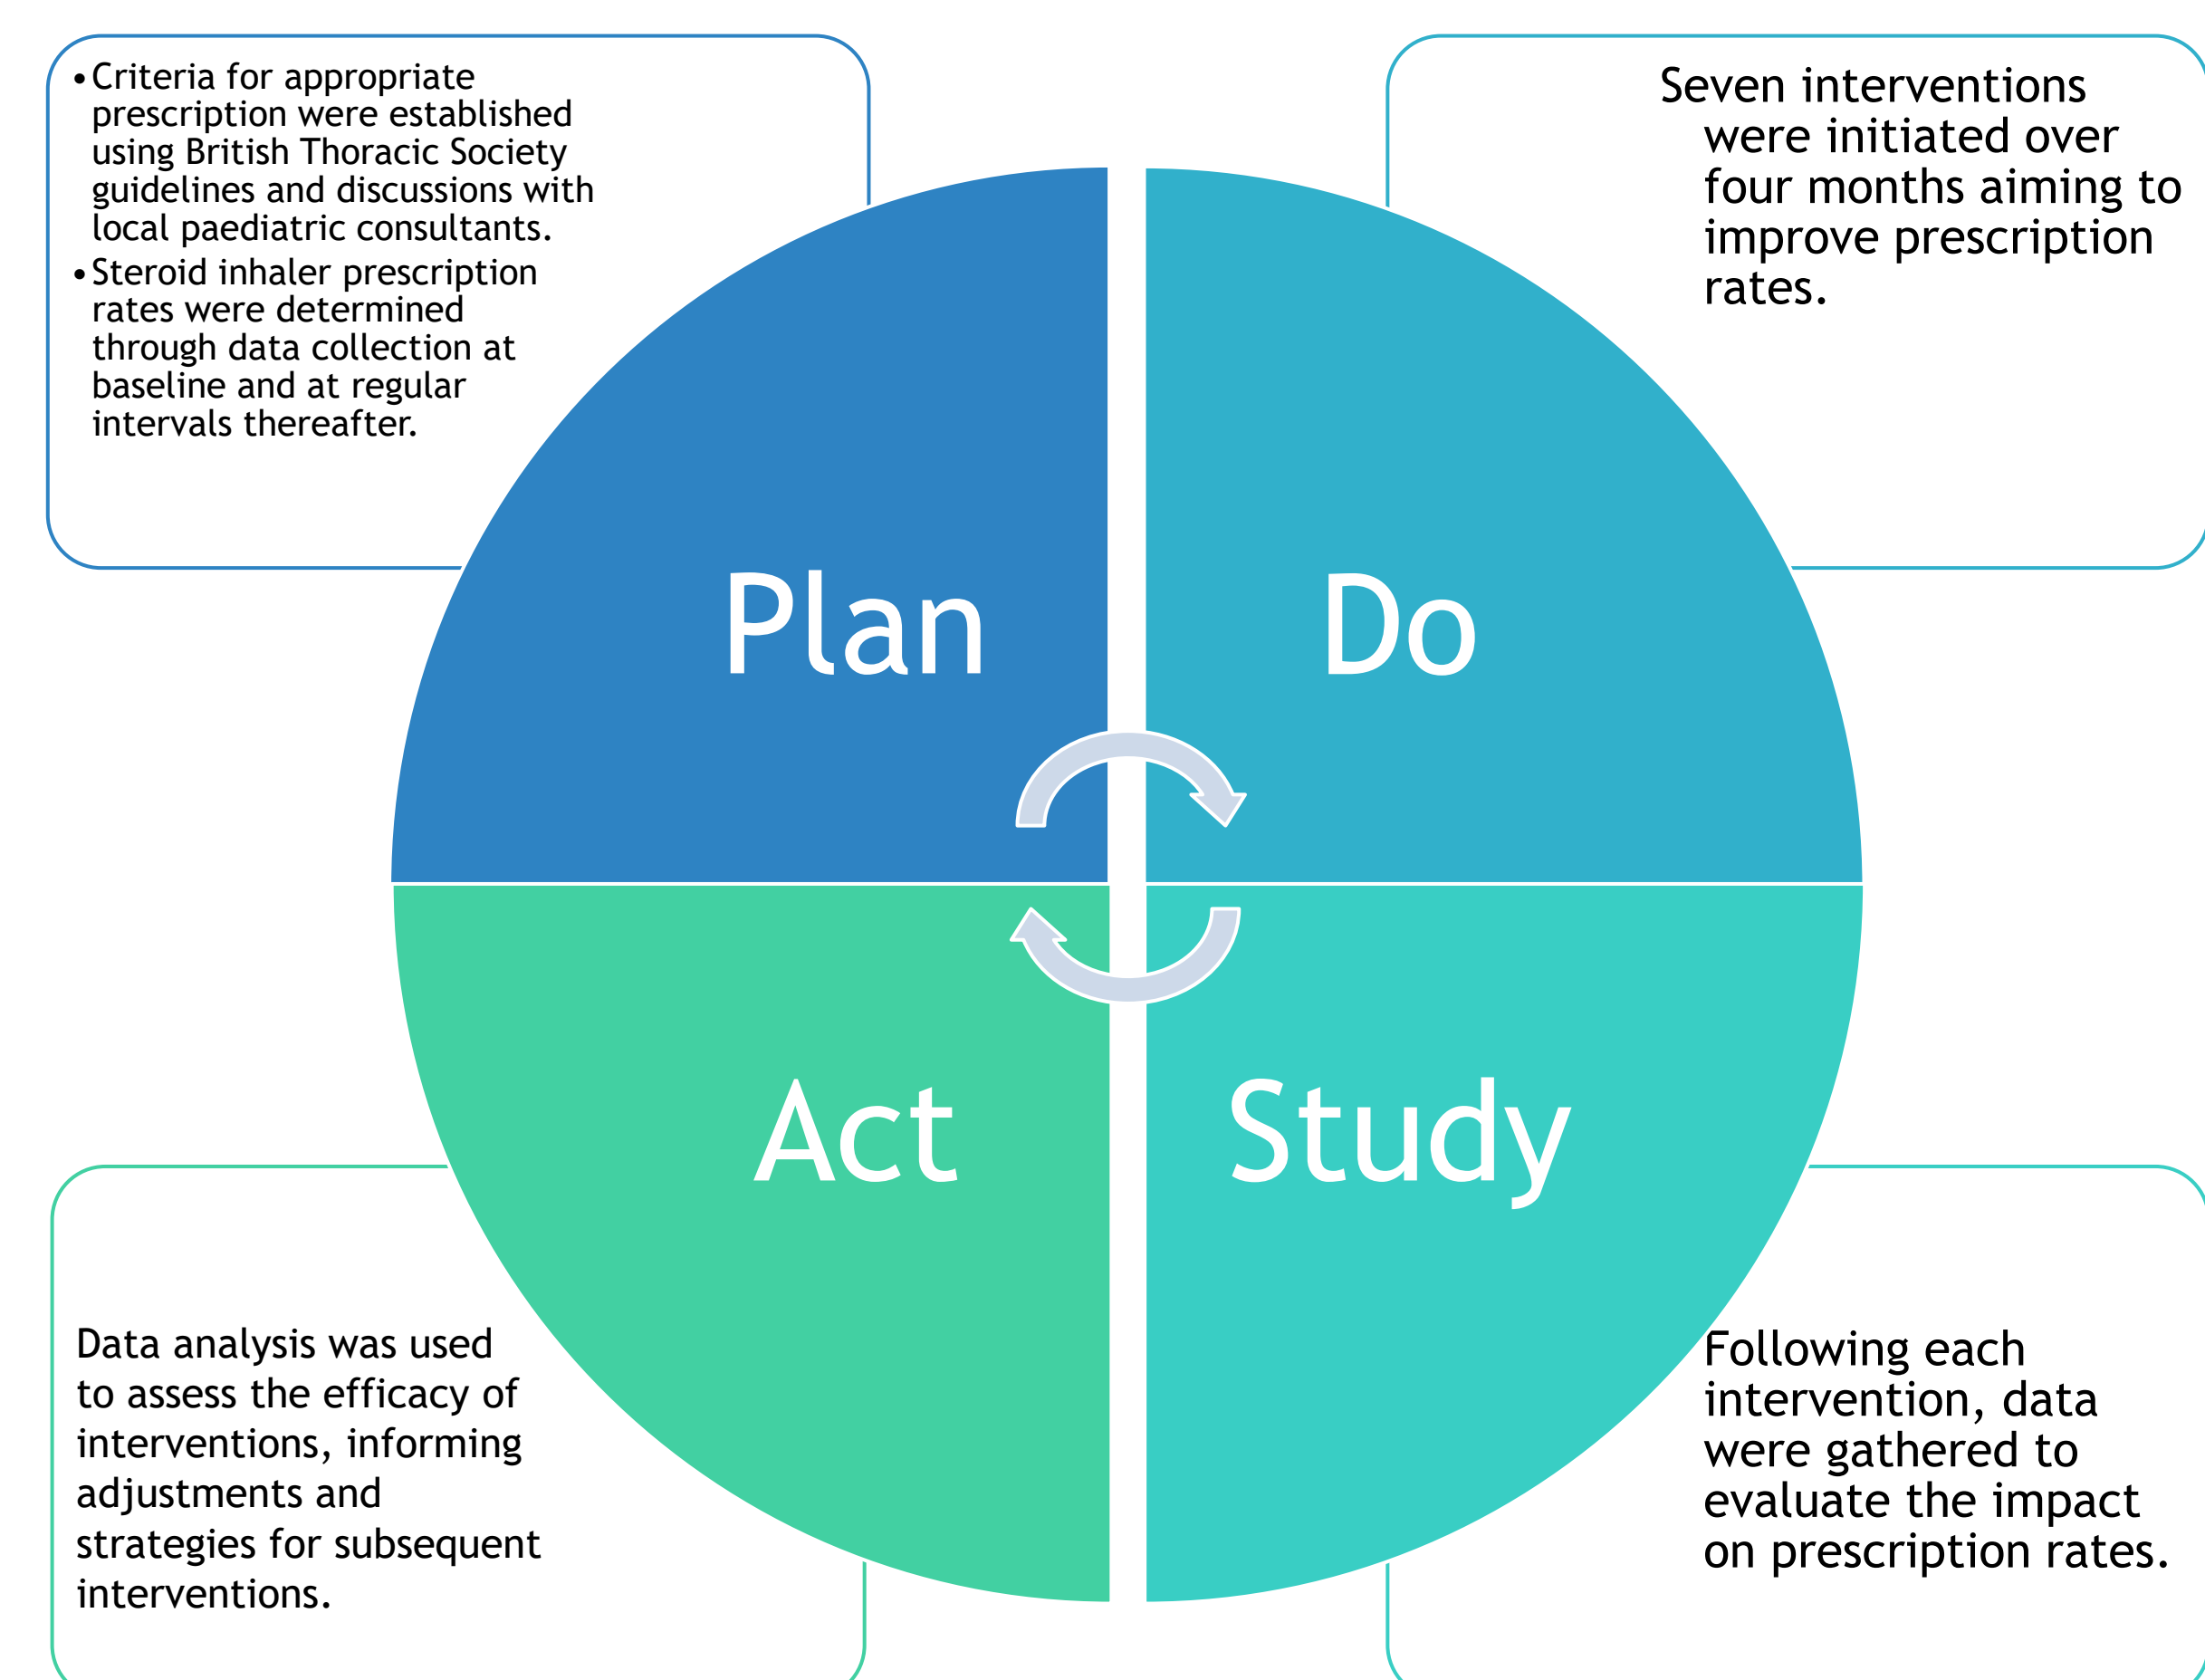 • Criteria for appropriate
prescription were established
using British Thoracic Society
guidelines and discussions with
local paediatric consultants.
• Steroid inhaler prescription
rates were determined
through data collection at
baseline and at regular
intervals thereafter.
Seven interventions
were initiated over
four months aiming to
improve prescription
rates.
Plan
Do
Act
Study
Data analysis was used
to assess the efficacy of
interventions, informing
adjustments and
strategies for subsequent
interventions.
Following each
intervention, data
were gathered to
evaluate the impact
on prescription rates.